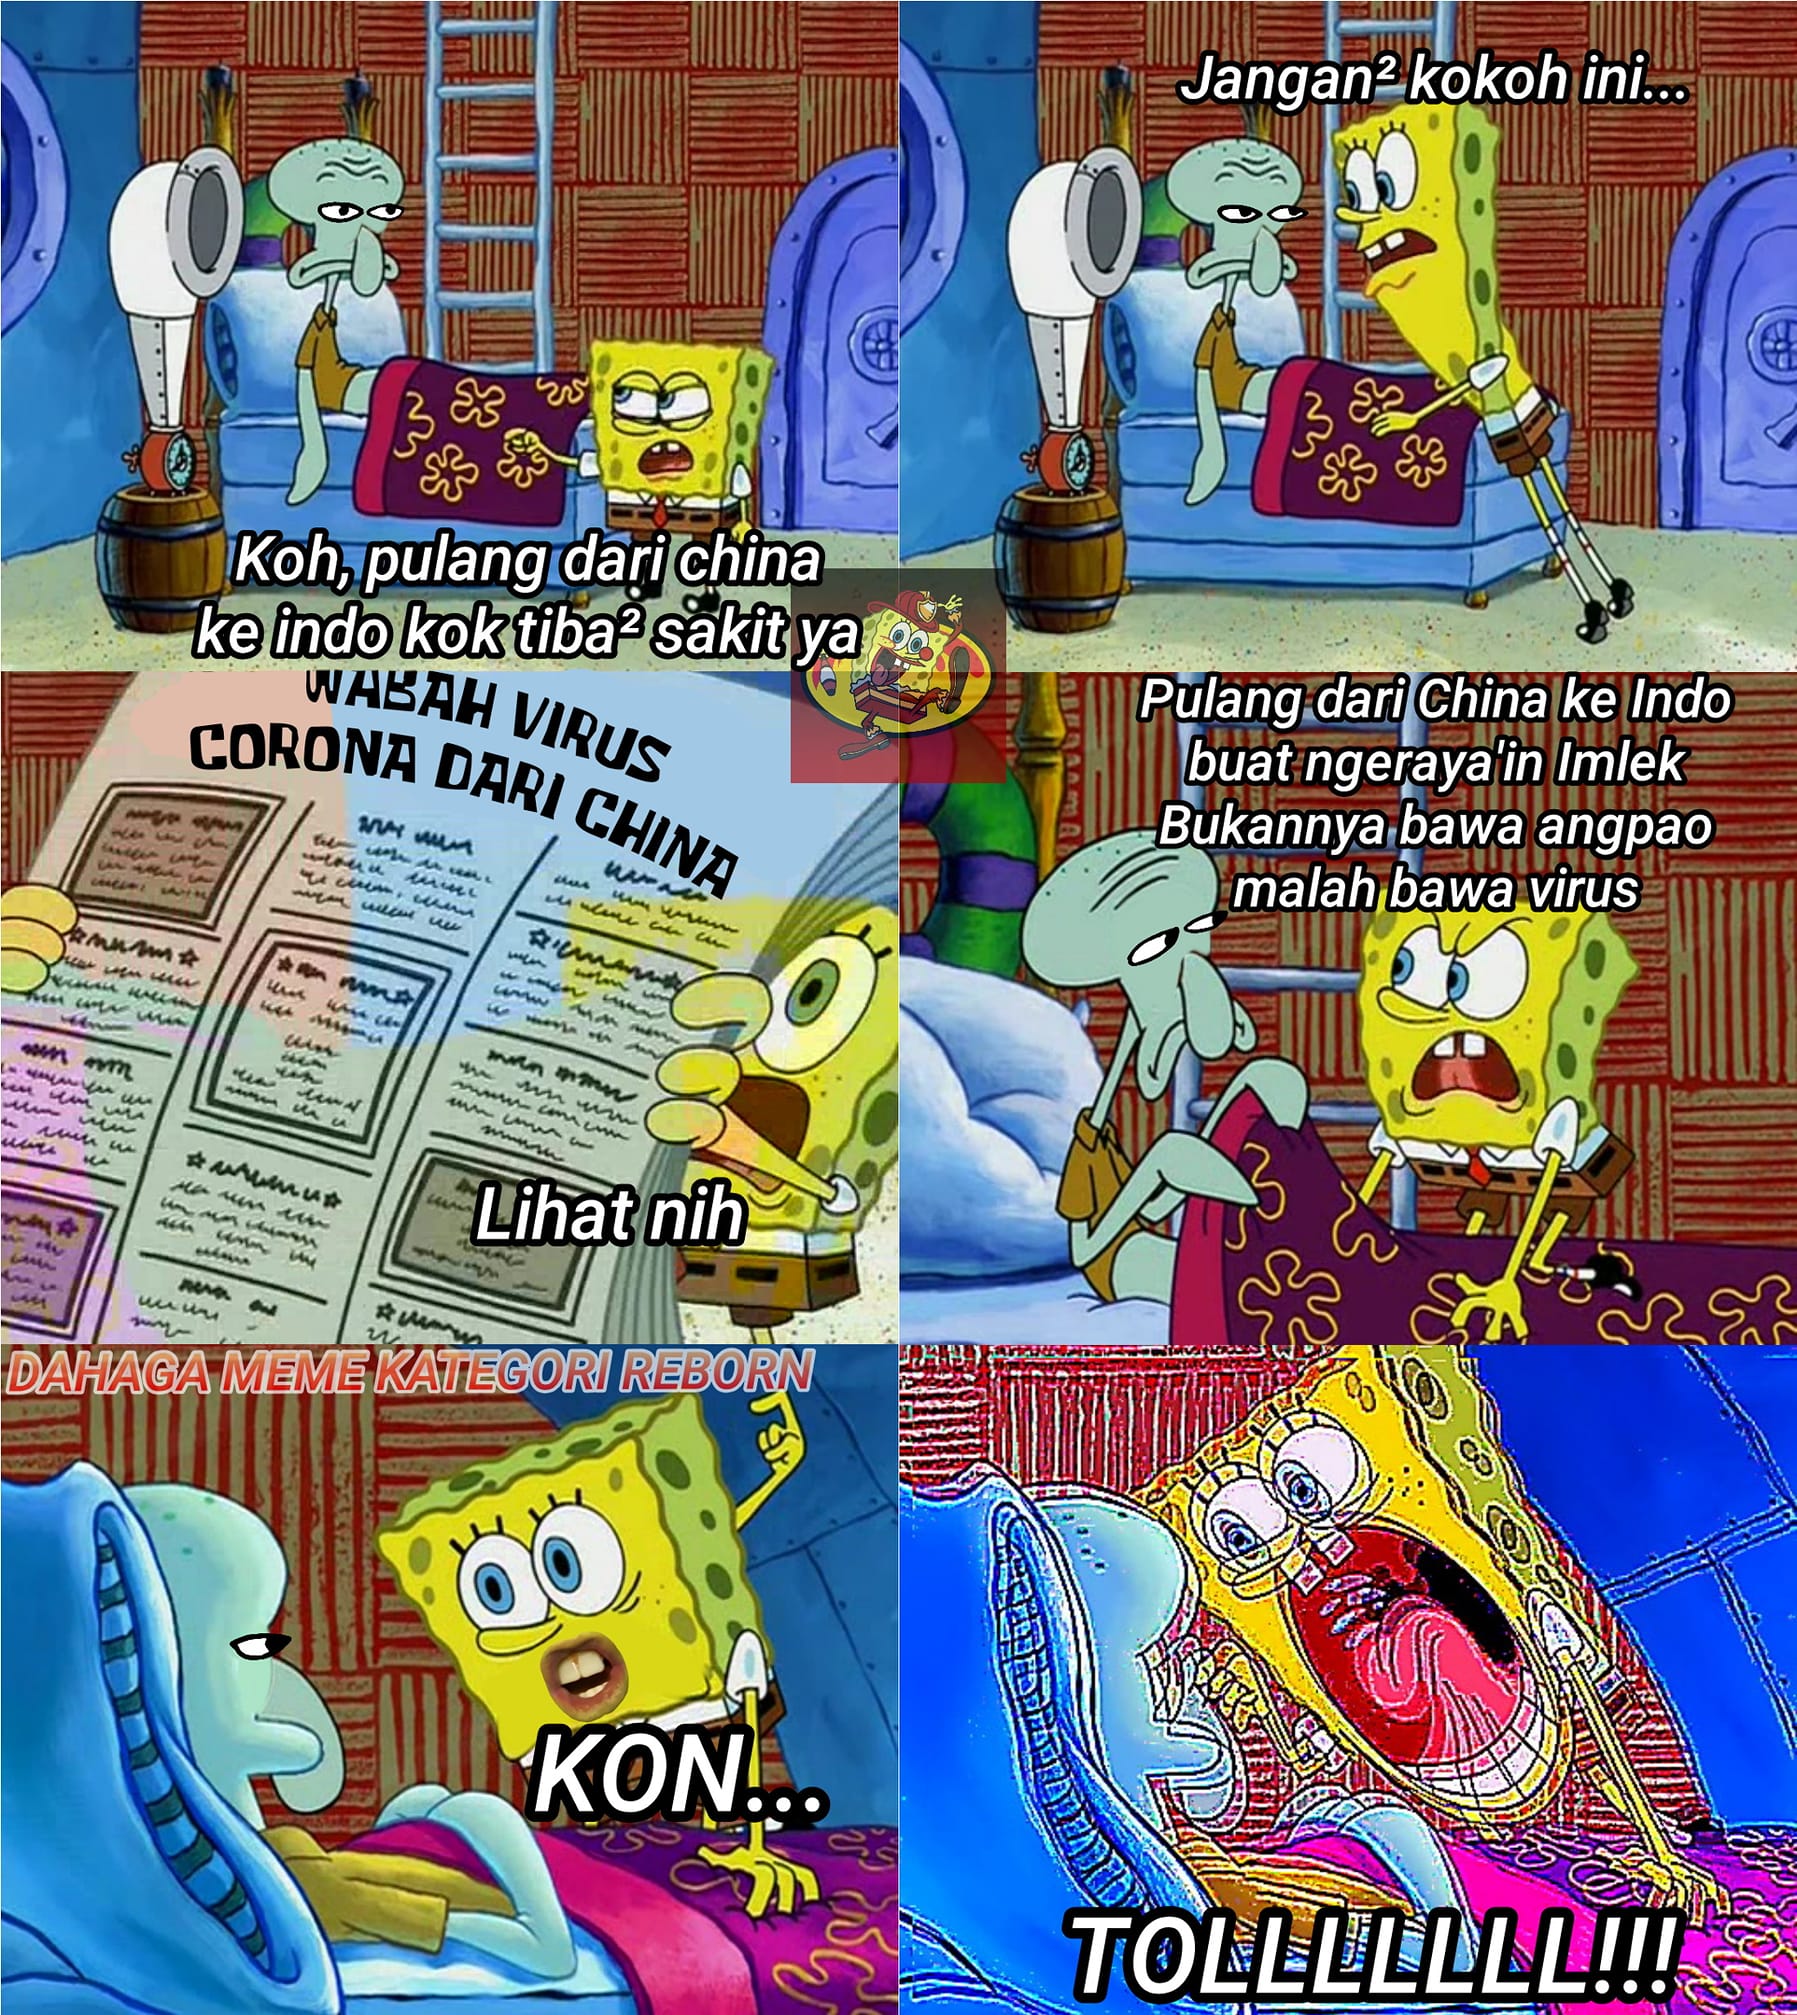 Koh, pulang dari china
ke indo kok tiba² sakit ya
Jangan² kokoh ini...
WABAH VIRUS
CORONA DARI CHINA
Lihat nih
Pulang dari China ke Indo
buat ngeraya'in Imlek
Bukannya bawa angpao
malah bawa virus
DAHAGA MEME KATEGORI REBORN
KON...
TOLLLLLLL!!!